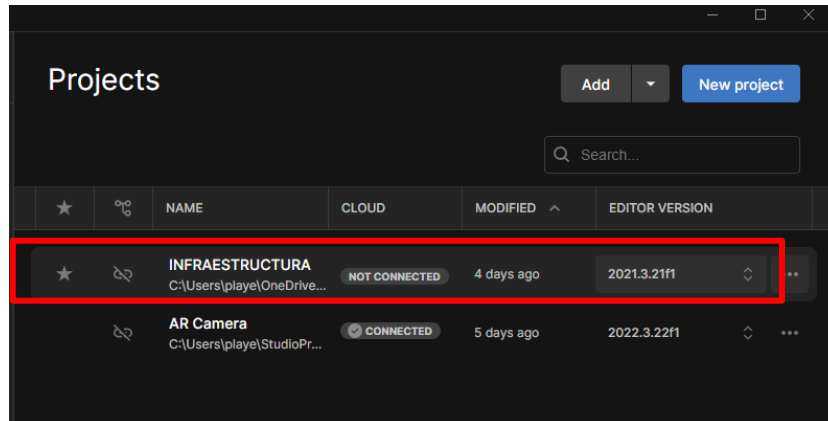 Projects
Add
New project
Search...
NAME CLOUD MODIFIED EDITOR VERSION
INFRAESTRUCTURA
C:\Users\playe\OneDrive...
NOT CONNECTED
4 days ago
2021.3.21f1
AR Camera
C:\Users\playe\StudioPr...
CONNECTED
5 days ago
2022.3.22f1